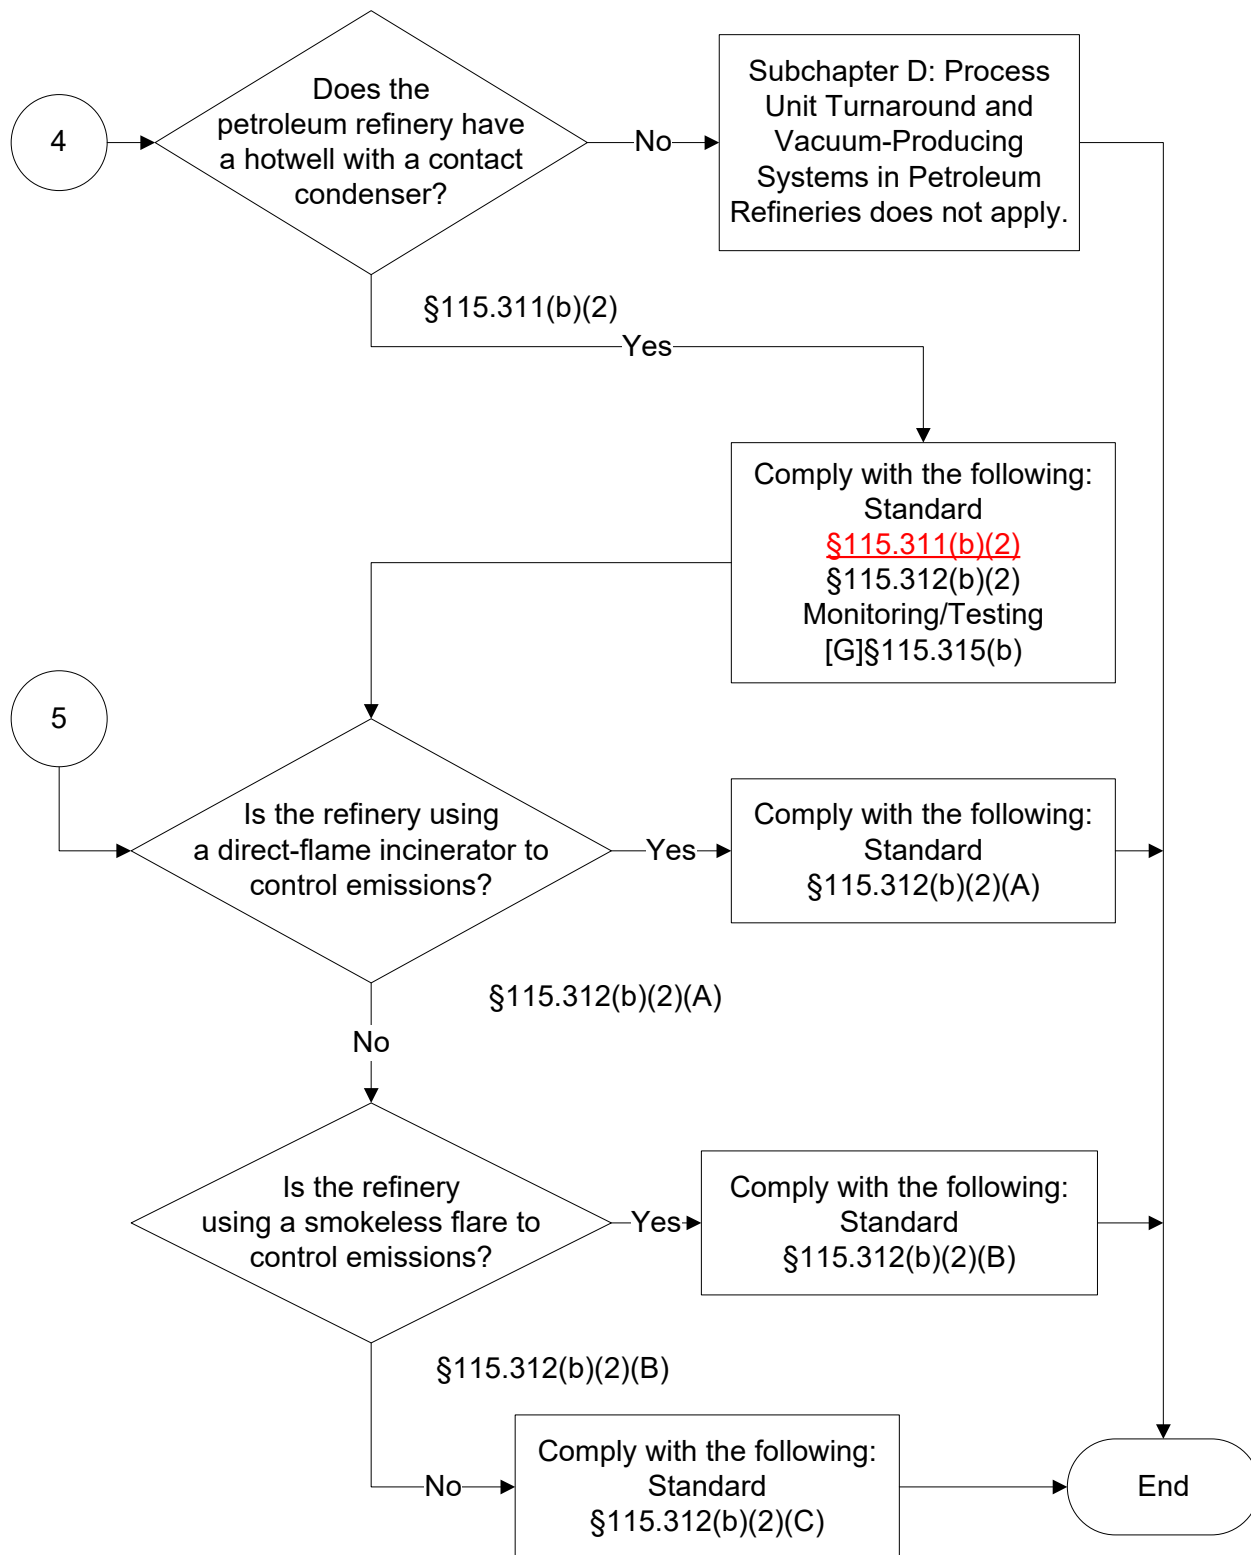 4
Does the
petroleum refinery have
a hotwell with a contact
condenser?
No
Subchapter D: Process
Unit Turnaround and
Vacuum-Producing
Systems in Petroleum
Refineries does not apply.
§115.311(b)(2)
Yes
Comply with the following:
Standard
§115.311(b)(2)
§115.312(b)(2)
Monitoring/Testing
[G]§115.315(b)
5
Is the refinery using
a direct-flame incinerator to
control emissions?
Yes
Comply with the following:
Standard
§115.312(b)(2)(A)
§115.312(b)(2)(A)
No
Is the refinery
using a smokeless flare to
control emissions?
Yes
Comply with the following:
Standard
§115.312(b)(2)(B)
§115.312(b)(2)(B)
No
Comply with the following:
Standard
§115.312(b)(2)(C)
End